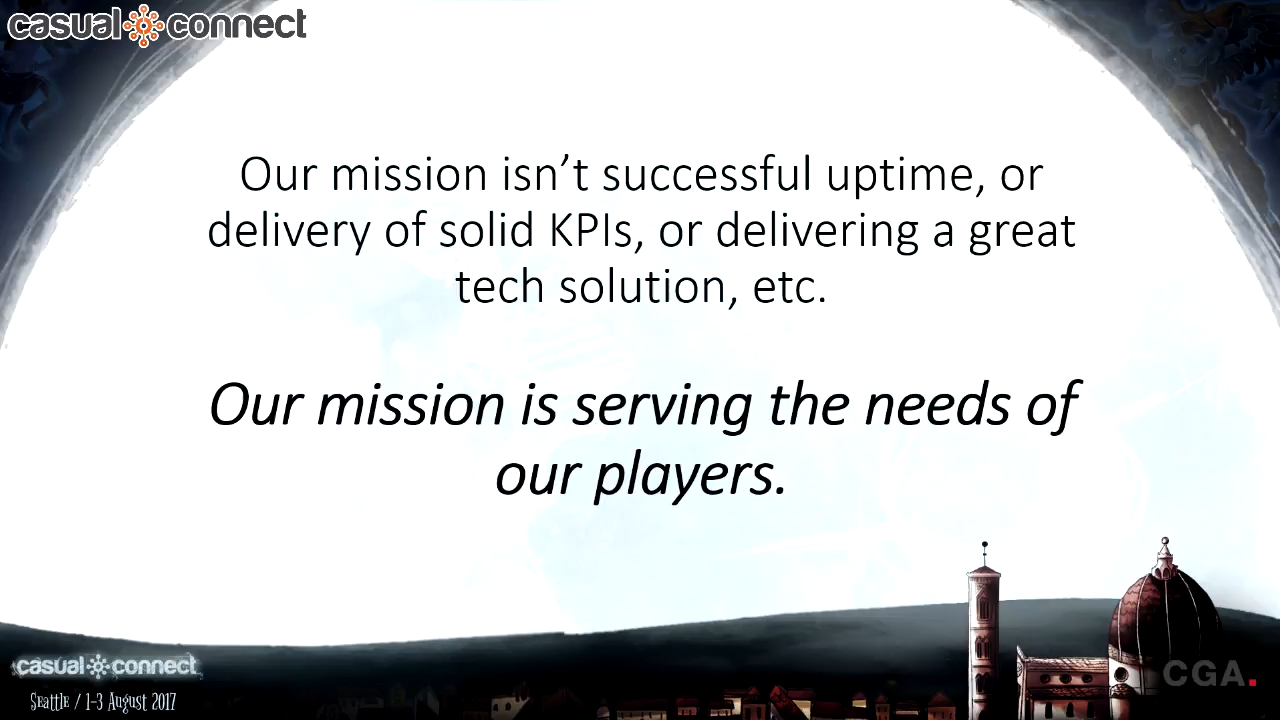 casual connect
Our mission isn’t successful uptime, or
delivery of solid KPIs, or delivering a great
tech solution, etc.
Our mission is serving the needs of
our players.
casual connect
Seattle / 1-3 August 2017
CGA.